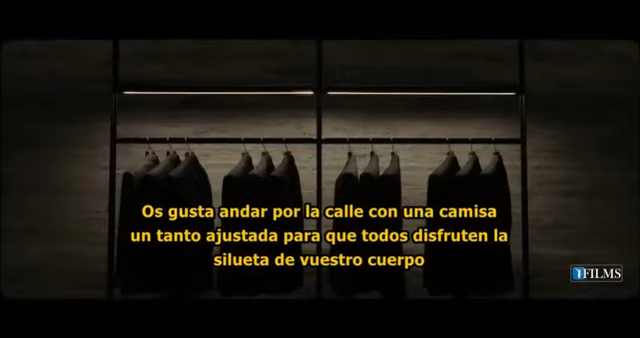 Os gusta andar por la calle con una camisa
un tanto ajustada para que todos disfruten la
silueta de vuestro cuerpo
1FILMS